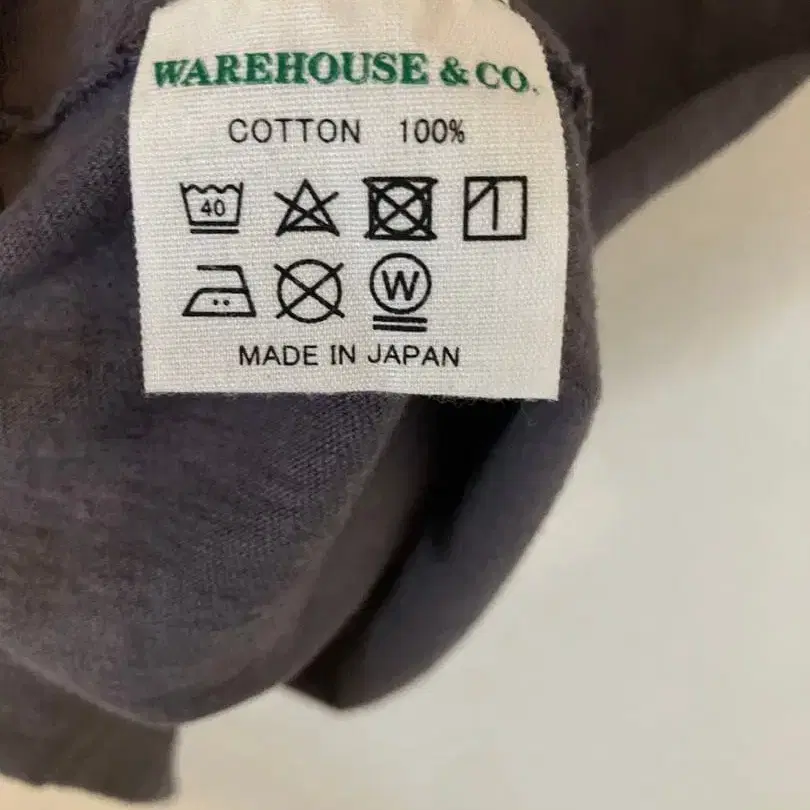 WAREHOUSE & CO.
COTTON 100%
40
W
MADE IN JAPAN